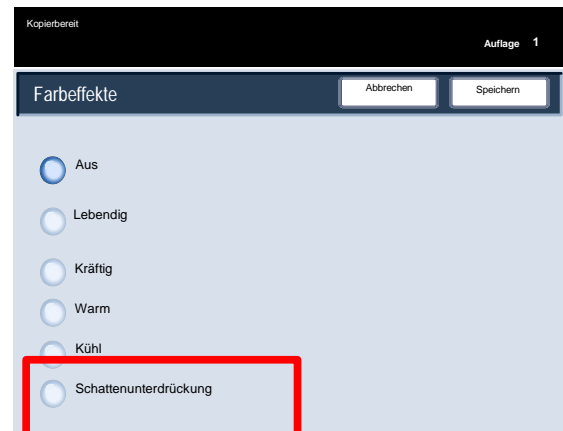 Kopierbereit
Auflage 1
Farbeffekte
Abbrechen
Speichern
Aus
Lebendig
Kräftig
Warm
Kühl
Schattenunterdrückung